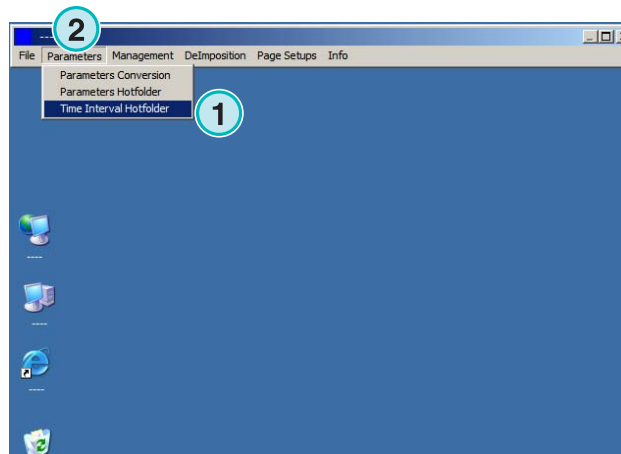 ----
2
File Parameters Management DeImposition Page Setups Info
Parameters Conversion
Parameters Hotfolder
Time Interval Hotfolder
1
----
----
----